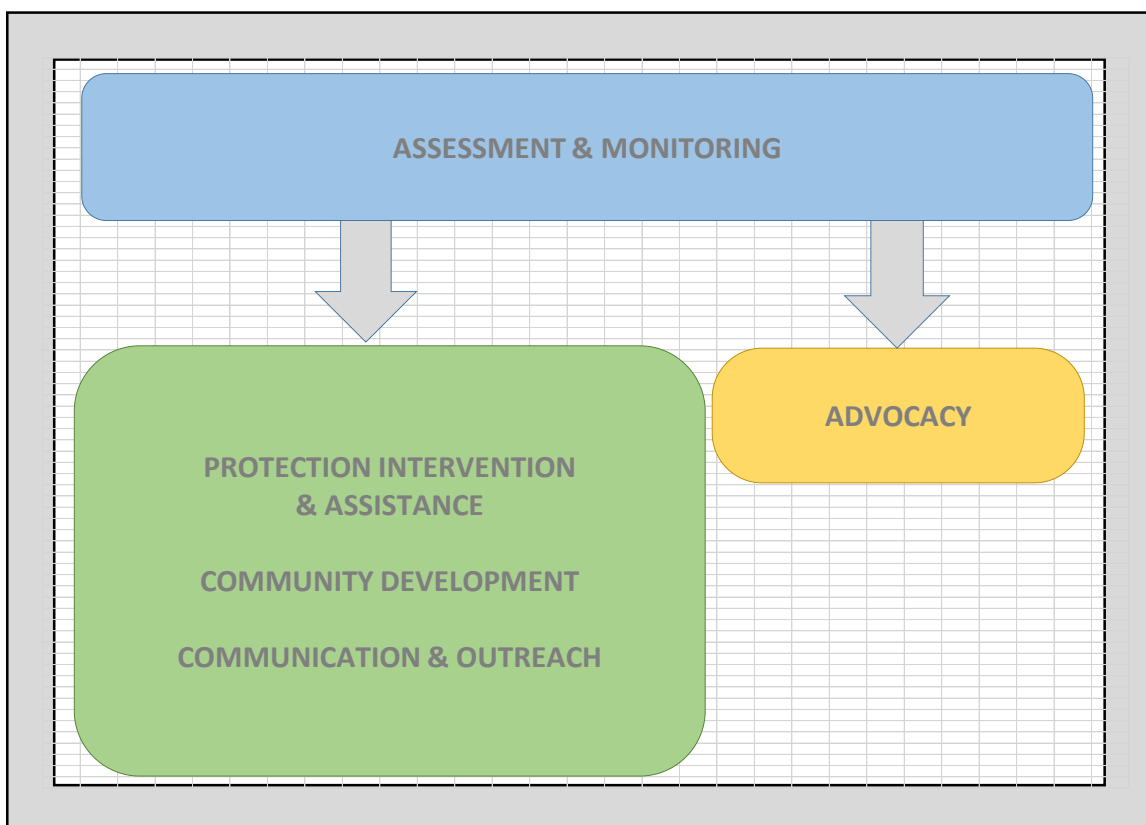 ASSESSMENT & MONITORING
PROTECTION INTERVENTION
& ASSISTANCE
COMMUNITY DEVELOPMENT
COMMUNICATION & OUTREACH
ADVOCACY